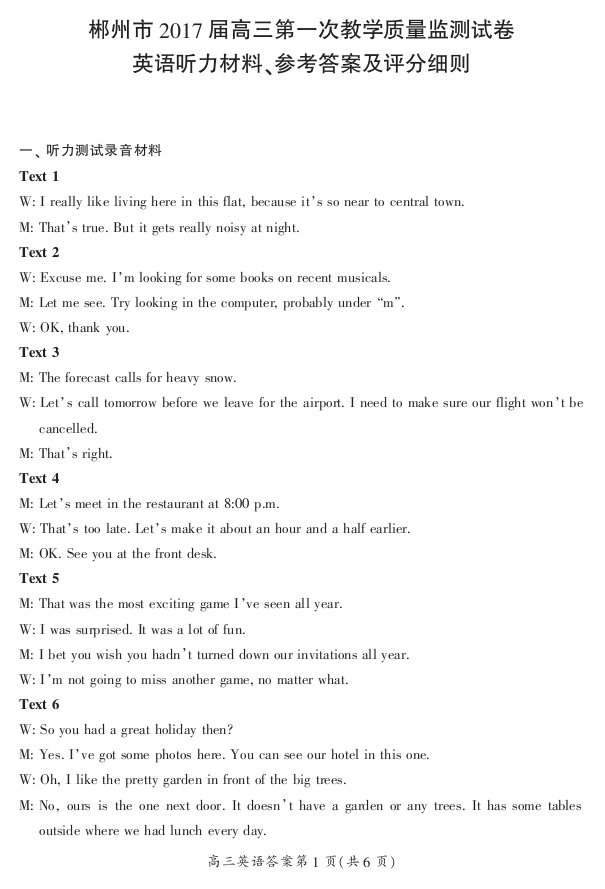 郴州市 2017 届高三第一次教学质量监测试卷
英语听力材料、参考答案及评分细则
一、听力测试录音材料
Text 1
W: I really like living here in this flat, because it's so near to central town.
M: That's true. But it gets really noisy at night.
Text 2
W: Excuse me. I'm looking for some books on recent musicals.
M: Let me see. Try looking in the computer, probably under “m”.
W: OK, thank you.
Text 3
M: The forecast calls for heavy snow.
W: Let's call tomorrow before we leave for the airport. I need to make sure our flight won't be
cancelled.
M: That's right.
Text 4
M: Let's meet in the restaurant at 8:00 p.m.
W: That's too late. Let's make it about an hour and a half earlier.
M: OK. See you at the front desk.
Text 5
M: That was the most exciting game I've seen all year.
W: I was surprised. It was a lot of fun.
M: I bet you wish you hadn't turned down our invitations all year.
W: I'm not going to miss another game, no matter what.
Text 6
W: So you had a great holiday then?
M: Yes. I've got some photos here. You can see our hotel in this one.
W: Oh, I like the pretty garden in front of the big trees.
M: No, ours is the one next door. It doesn't have a garden or any trees. It has some tables
outside where we had lunch every day.
高三英语答案第 1 页(共 6 页)